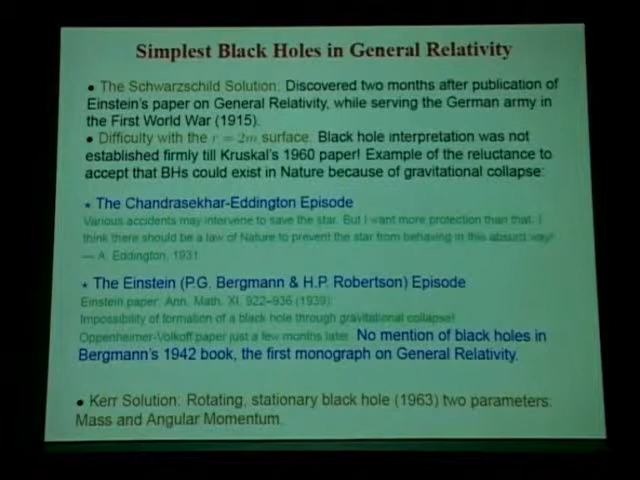 Simplest Black Holes in General Relativity
• The Schwarzschild Solution: Discovered two months after publication of
Einstein's paper on General Relativity, while serving the German army in
the First World War (1915).
• Difficulty with the r = 2m surface: Black hole interpretation was not
established firmly till Kruskal's 1960 paper! Example of the reluctance to
accept that BHs could exist in Nature because of gravitational collapse:
⋆ The Chandrasekhar-Eddington Episode
Various accidents may intervene to save the star. But I want more protection than that. I
think there should be a law of Nature to prevent the star from behaving in this absurd way!
— A. Eddington, 1931
⋆ The Einstein (P.G. Bergmann & H.P. Robertson) Episode
Einstein paper: Ann. Math. XI, 922–936 (1939):
Impossibility of formation of a black hole through gravitational collapse!
Oppenheimer-Volkoff paper just a few months later. No mention of black holes in
Bergmann's 1942 book, the first monograph on General Relativity.
• Kerr Solution: Rotating, stationary black hole (1963) two parameters:
Mass and Angular Momentum.